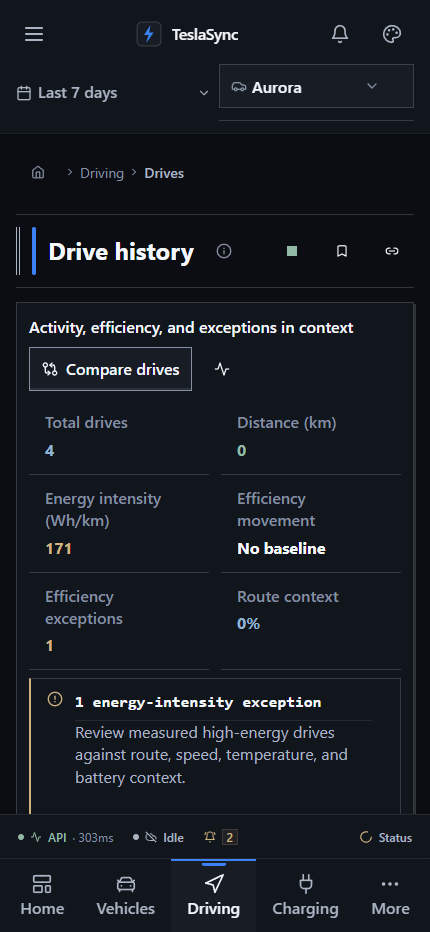 TeslaSync
Last 7 days
Aurora
Driving
Drives
Drive history
Activity, efficiency, and exceptions in context
Compare drives
Total drives
4
Distance (km)
0
Energy intensity
(Wh/km)
171
Efficiency
movement
No baseline
Efficiency
exceptions
1
Route context
0%
1 energy-intensity exception
Review measured high-energy drives
against route, speed, temperature, and
battery context.
API · 303ms
Idle
2
Status
Home
Vehicles
Driving
Charging
More